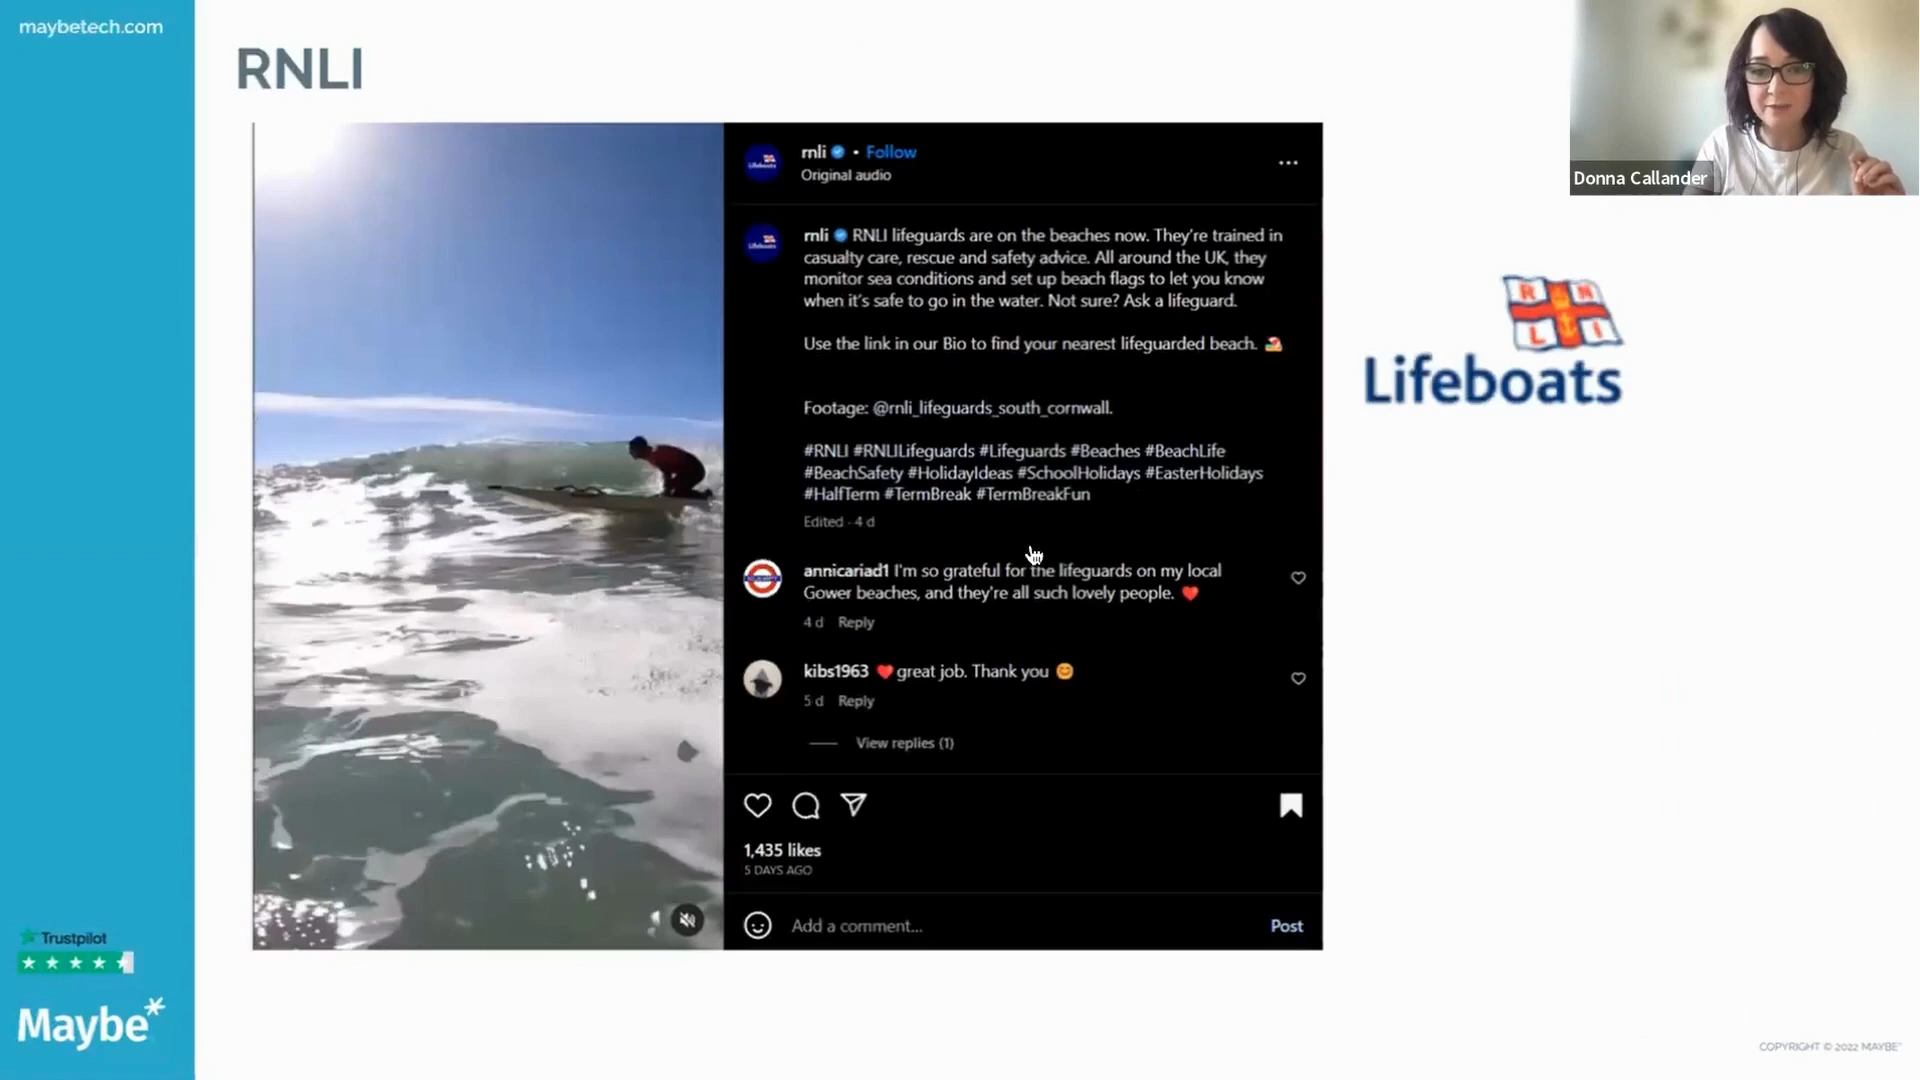 maybetech.com
RNLI
rnli • Follow
Original audio
rnli RNLI lifeguards are on the beaches now. They're trained in
casualty care, rescue and safety advice. All around the UK, they
monitor sea conditions and set up beach flags to let you know
when it's safe to go in the water. Not sure? Ask a lifeguard.
Use the link in our Bio to find your nearest lifeguarded beach. 🏖️
Footage: @rnli_lifeguards_south_cornwall.
#RNLI #RNLILifeguards #Lifeguards #Beaches #BeachLife
#BeachSafety #HolidayIdeas #SchoolHolidays #EasterHolidays
#HalfTerm #TermBreak #TermBreakFun
Edited · 4 d
annicariad1 I'm so grateful for the lifeguards on my local
Gower beaches, and they're all such lovely people. ❤️
4 d Reply
kibs1963 ❤️ great job. Thank you 😊
5 d Reply
View replies (1)
1,435 likes
5 DAYS AGO
Add a comment...
Post
Donna Callander
R N
L I
Lifeboats
Trustpilot
Maybe*
COPYRIGHT © 2022 MAYBE*